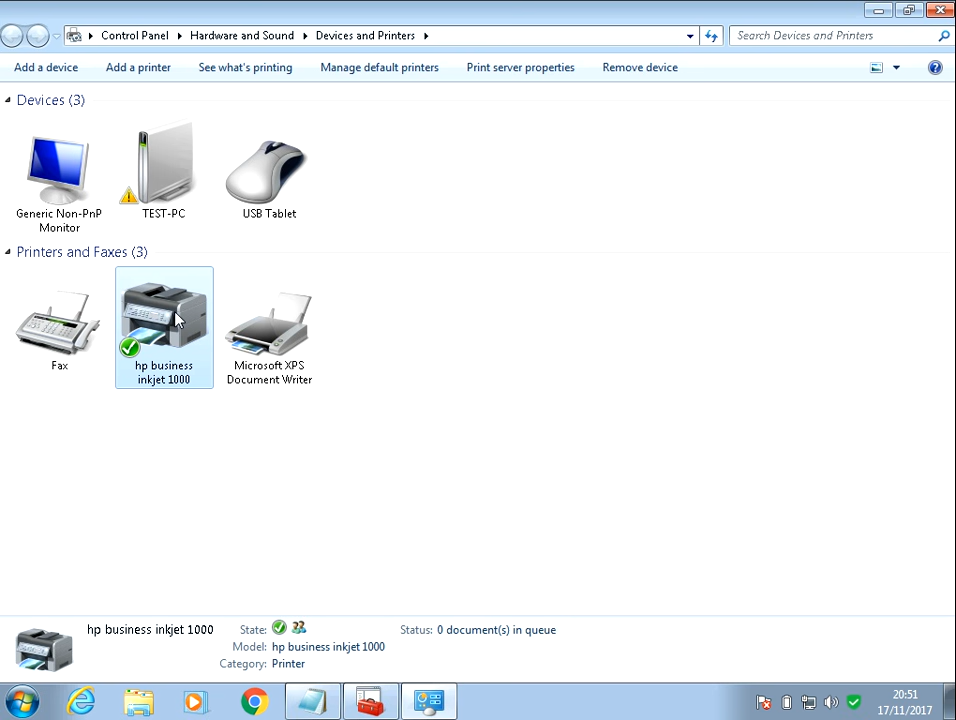 Control Panel Hardware and Sound Devices and Printers Search Devices and Printers
Add a device Add a printer See what's printing Manage default printers Print server properties Remove device
Devices (3)
Generic Non-PnP
Monitor
TEST-PC
USB Tablet
Printers and Faxes (3)
Fax
hp business
inkjet 1000
Microsoft XPS
Document Writer
hp business inkjet 1000 State: Status: 0 document(s) in queue
Model: hp business inkjet 1000
Category: Printer
20:51
17/11/2017